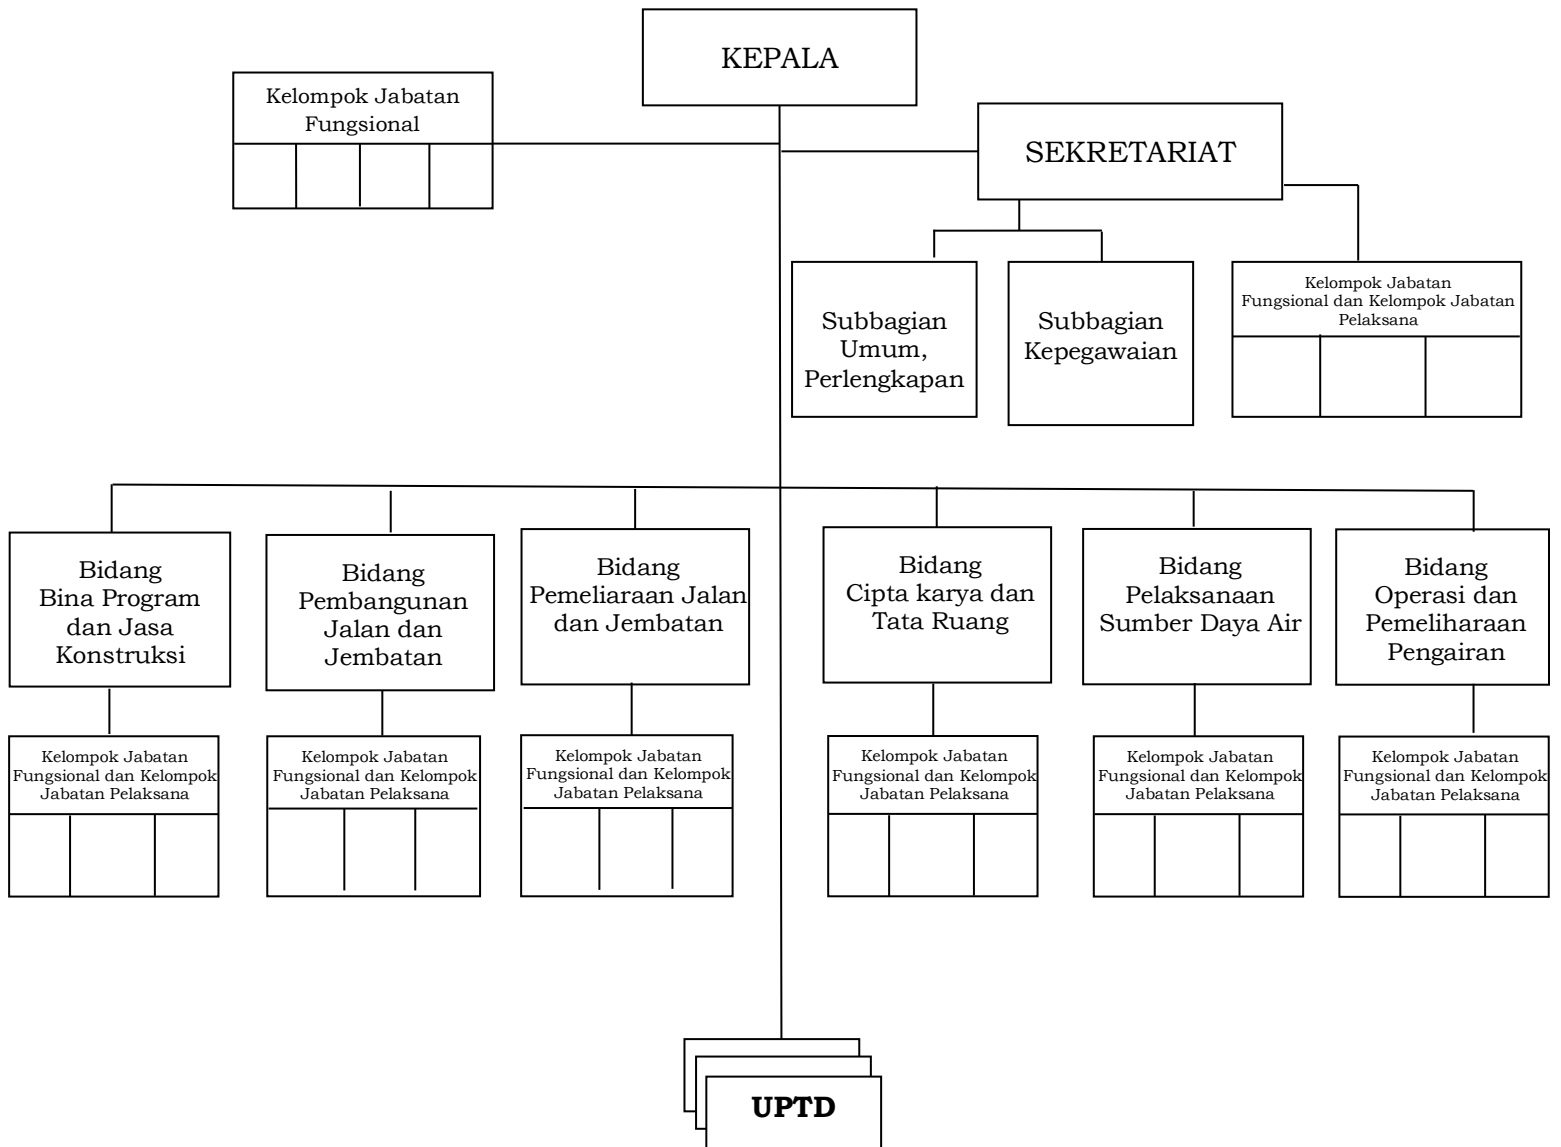 KEPALA
Kelompok Jabatan
Fungsional
SEKRETARIAT
Subbagian
Umum,
Perlengkapan
Subbagian
Kepegawaian
Kelompok Jabatan
Fungsional dan Kelompok Jabatan
Pelaksana
Bidang
Bina Program
dan Jasa
Konstruksi
Bidang
Pembangunan
Jalan dan
Jembatan
Bidang
Pemeliaraan Jalan
dan Jembatan
Bidang
Cipta karya dan
Tata Ruang
Bidang
Pelaksanaan
Sumber Daya Air
Bidang
Operasi dan
Pemeliharaan
Pengairan
Kelompok Jabatan
Fungsional dan Kelompok
Jabatan Pelaksana
Kelompok Jabatan
Fungsional dan Kelompok
Jabatan Pelaksana
Kelompok Jabatan
Fungsional dan Kelompok
Jabatan Pelaksana
Kelompok Jabatan
Fungsional dan Kelompok
Jabatan Pelaksana
Kelompok Jabatan
Fungsional dan Kelompok
Jabatan Pelaksana
Kelompok Jabatan
Fungsional dan Kelompok
Jabatan Pelaksana
UPTD